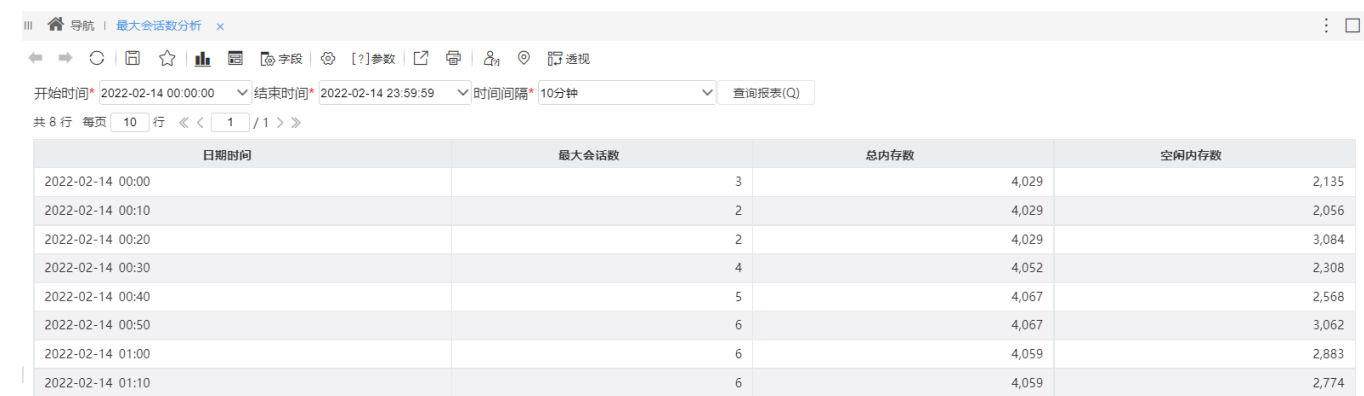 导航 最大会话数分析 ×
字段 [?]参数 透视
开始时间* 2022-02-14 00:00:00 结束时间* 2022-02-14 23:59:59 时间间隔* 10分钟 查询报表(Q)
共 8 行 每页 10 行 《 < 1 / 1 > 》
日期时间 最大会话数 总内存数 空闲内存数
2022-02-14 00:00 3 4,029 2,135
2022-02-14 00:10 2 4,029 2,056
2022-02-14 00:20 2 4,029 3,084
2022-02-14 00:30 4 4,052 2,308
2022-02-14 00:40 5 4,067 2,568
2022-02-14 00:50 6 4,067 3,062
2022-02-14 01:00 6 4,059 2,883
2022-02-14 01:10 6 4,059 2,774